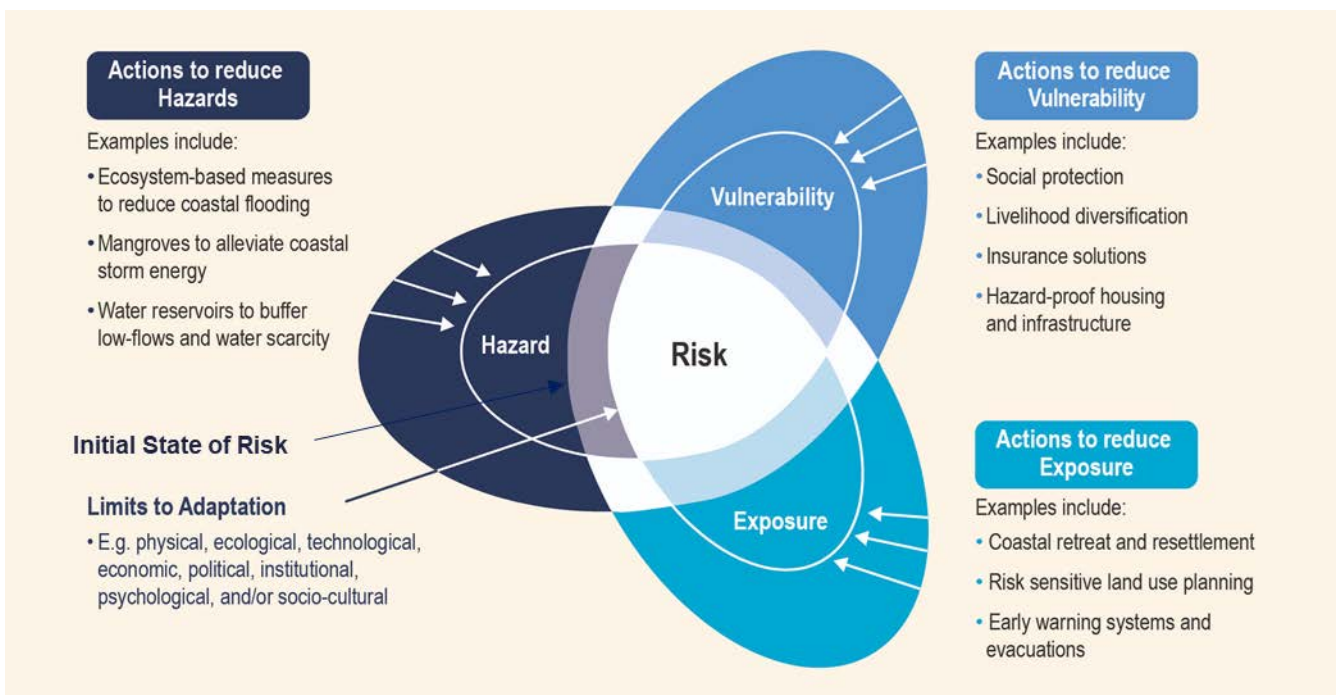 Actions to reduce
Hazards
Examples include:
• Ecosystem-based measures
to reduce coastal flooding
• Mangroves to alleviate coastal
storm energy
• Water reservoirs to buffer
low-flows and water scarcity
Initial State of Risk
Limits to Adaptation
• E.g. physical, ecological, technological,
economic, political, institutional,
psychological, and/or socio-cultural
Vulnerability
Hazard
Risk
Exposure
Actions to reduce
Vulnerability
Examples include:
• Social protection
• Livelihood diversification
• Insurance solutions
• Hazard-proof housing
and infrastructure
Actions to reduce
Exposure
Examples include:
• Coastal retreat and resettlement
• Risk sensitive land use planning
• Early warning systems and
evacuations